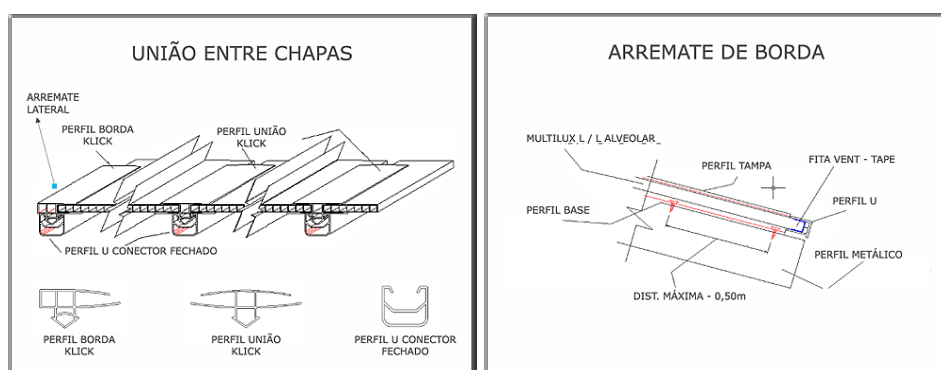 UNIÃO ENTRE CHAPAS
ARREMATE
LATERAL
PERFIL BORDA
KLICK
PERFIL UNIÃO
KLICK
PERFIL U CONECTOR FECHADO
PERFIL BORDA
KLICK
PERFIL UNIÃO
KLICK
PERFIL U CONECTOR
FECHADO
ARREMATE DE BORDA
MULTILUX L / L ALVEOLAR
PERFIL TAMPA
FITA VENT - TAPE
PERFIL BASE
PERFIL U
PERFIL METÁLICO
DIST. MÁXIMA - 0,50m